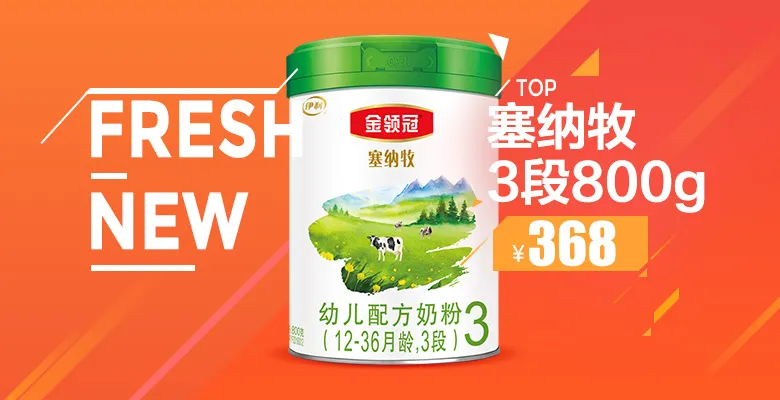 FRESH
NEW
伊利
金领冠
塞纳牧
幼儿配方奶粉
(12-36月龄,3段)
3
TOP
塞纳牧
3段800g
¥368